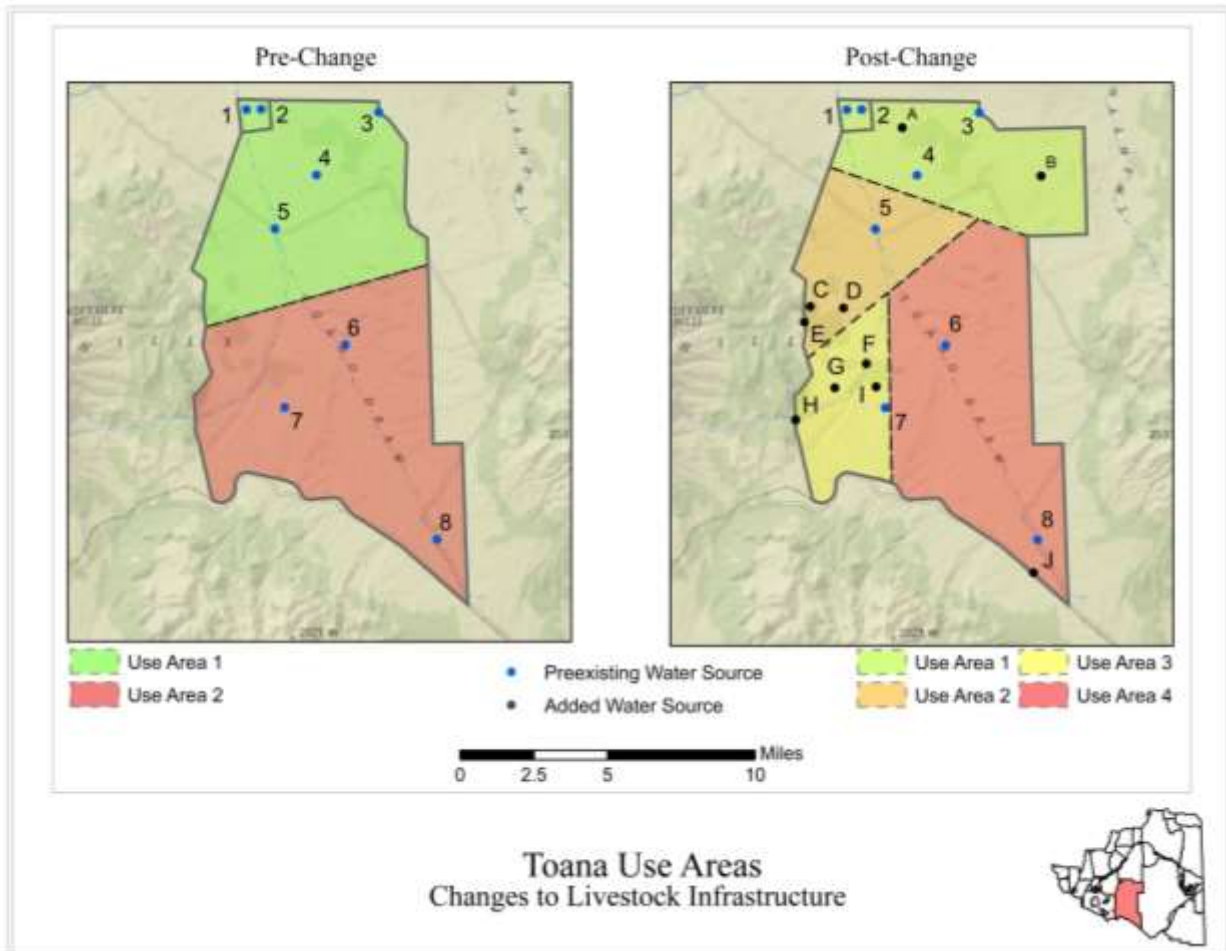 Pre-Change
Post-Change
1
2
3
4
5
6
7
8
1
2
A
3
4
B
5
C
D
E
F
G
H
I
6
7
8
J
Use Area 1
Use Area 2
Preexisting Water Source
Added Water Source
Use Area 1
Use Area 3
Use Area 2
Use Area 4
Miles
0
2.5
5
10
Toana Use Areas
Changes to Livestock Infrastructure